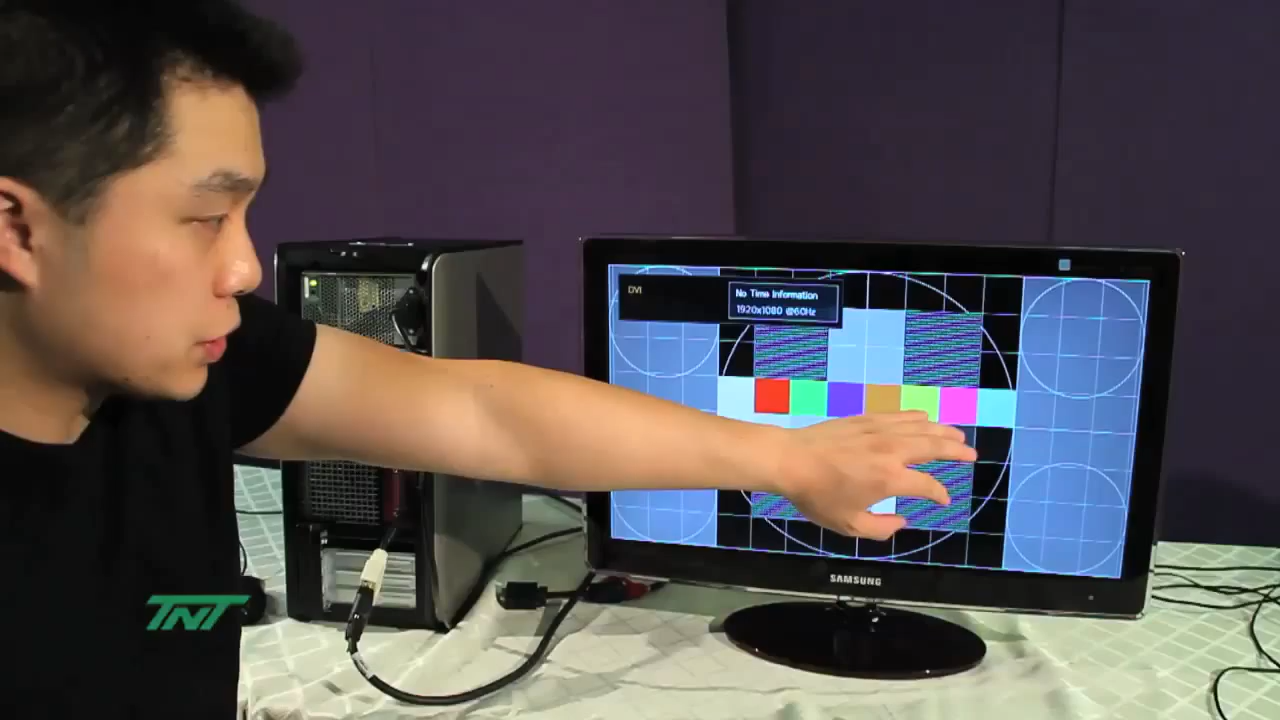 DVI
No Time Information
1920x1080 @60Hz
SAMSUNG
TNT